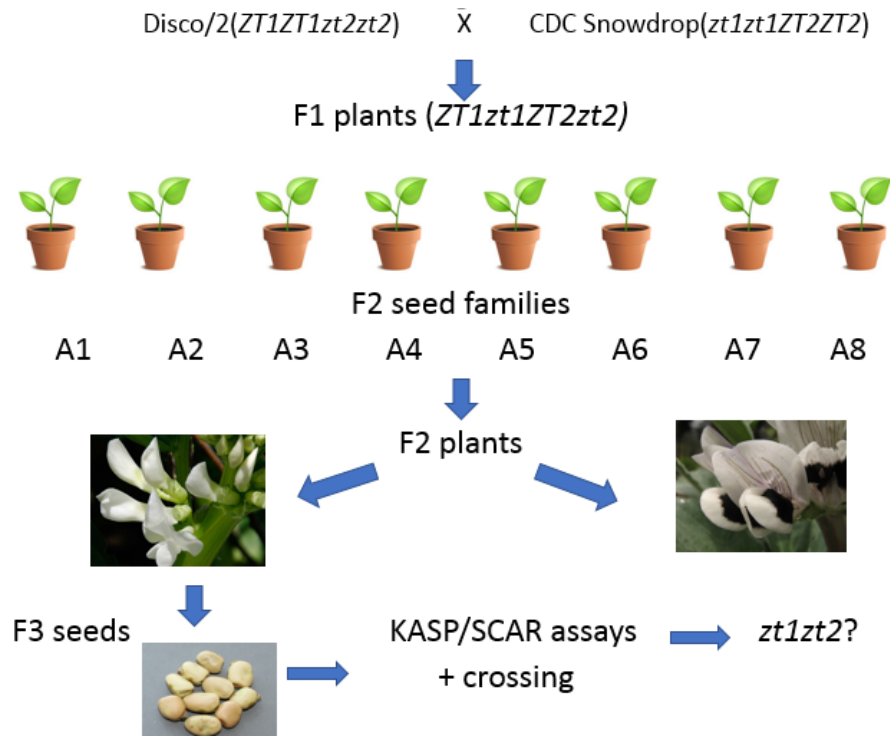 Disco/2(ZT1ZT1zt2zt2) X CDC Snowdrop(zt1zt1ZT2ZT2)
F1 plants (ZT1zt1ZT2zt2)
F2 seed families
A1 A2 A3 A4 A5 A6 A7 A8
F2 plants
F3 seeds KASP/SCAR assays zt1zt2?
+ crossing